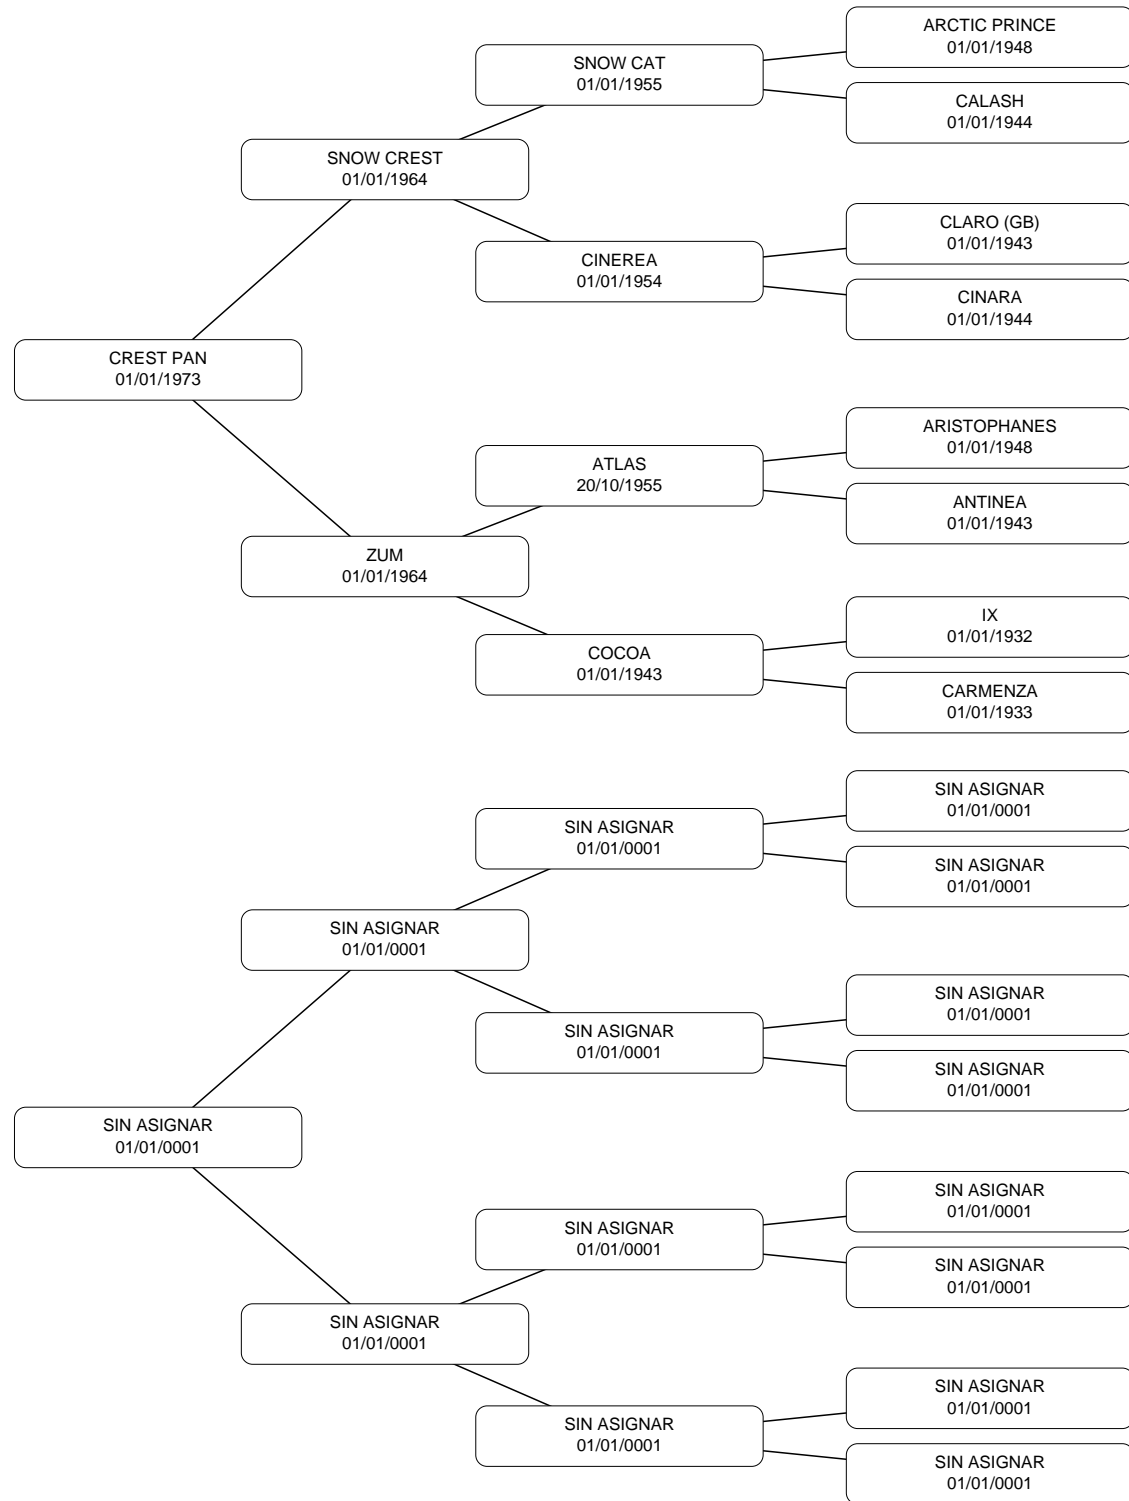 ARCTIC PRINCE
01/01/1948
SNOW CAT
01/01/1955
CALASH
01/01/1944
SNOW CREST
01/01/1964
CLARO (GB)
01/01/1943
CINEREA
01/01/1954
CINARA
01/01/1944
CREST PAN
01/01/1973
ARISTOPHANES
01/01/1948
ATLAS
20/10/1955
ANTINEA
01/01/1943
ZUM
01/01/1964
IX
01/01/1932
COCOA
01/01/1943
CARMENZA
01/01/1933
SIN ASIGNAR
01/01/0001
SIN ASIGNAR
01/01/0001
SIN ASIGNAR
01/01/0001
SIN ASIGNAR
01/01/0001
SIN ASIGNAR
01/01/0001
SIN ASIGNAR
01/01/0001
SIN ASIGNAR
01/01/0001
SIN ASIGNAR
01/01/0001
SIN ASIGNAR
01/01/0001
SIN ASIGNAR
01/01/0001
SIN ASIGNAR
01/01/0001
SIN ASIGNAR
01/01/0001
SIN ASIGNAR
01/01/0001
SIN ASIGNAR
01/01/0001
SIN ASIGNAR
01/01/0001